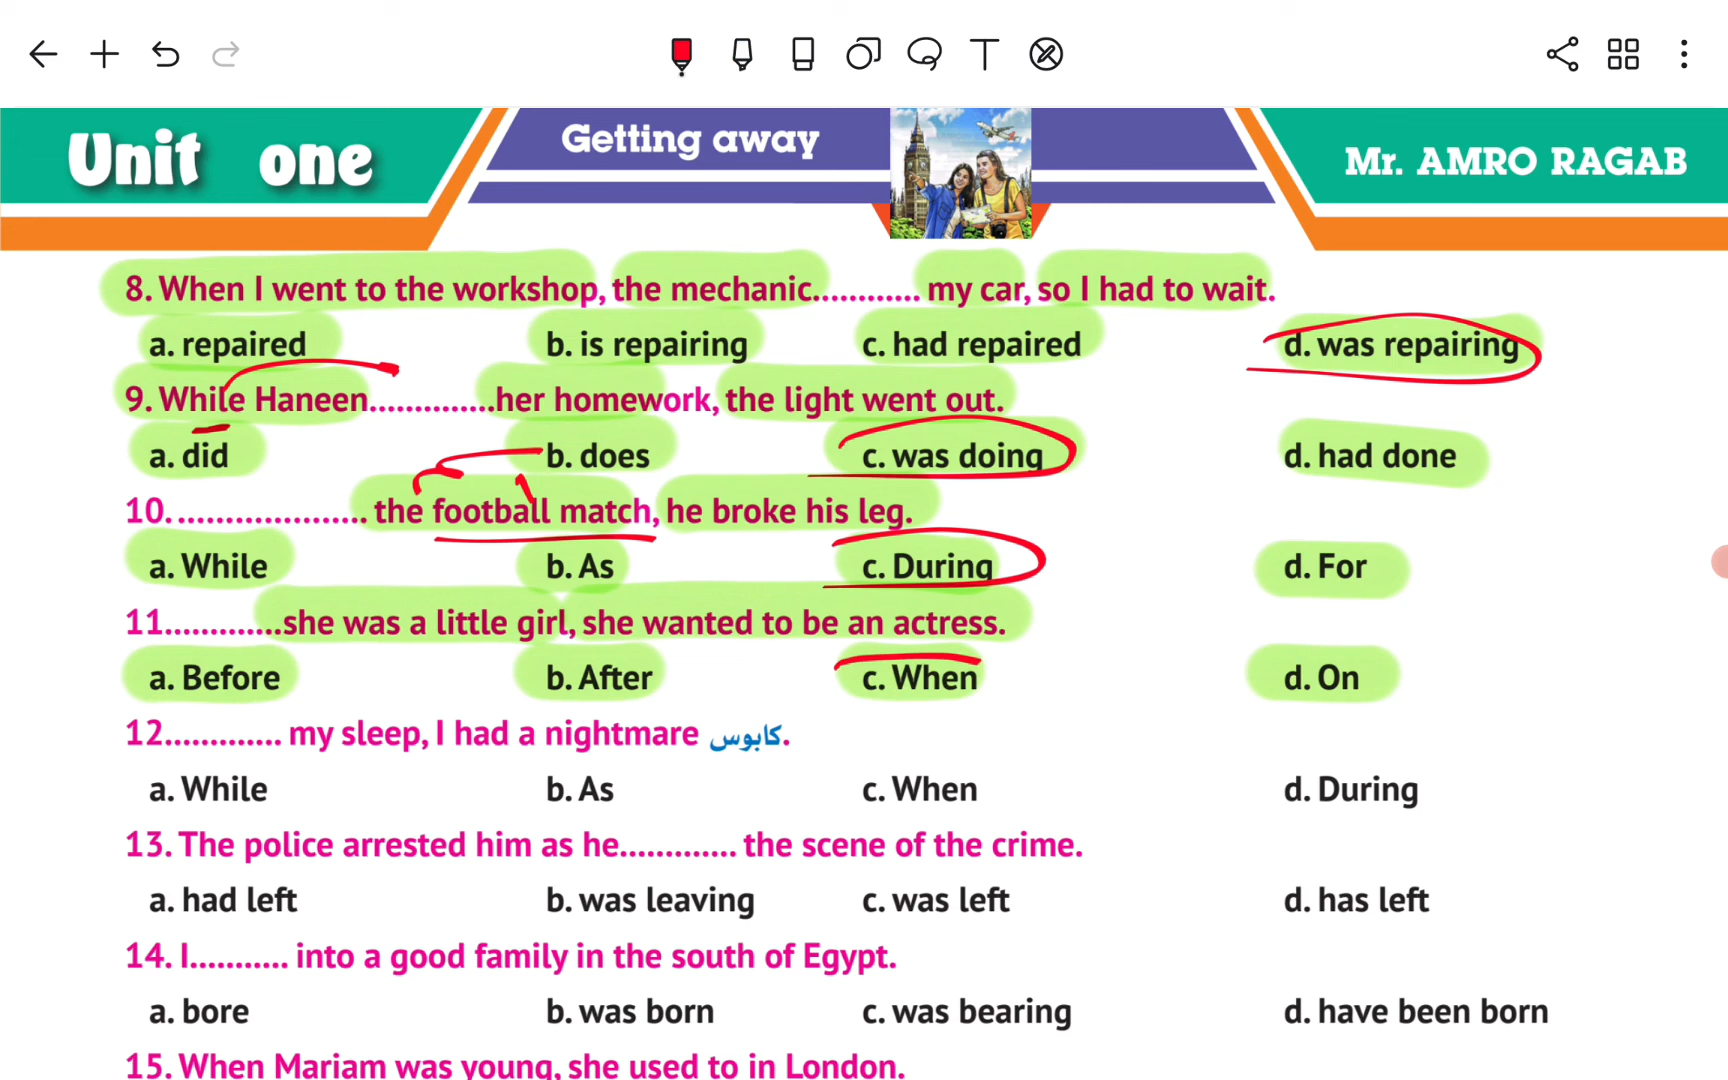 Unit one
Getting away
Mr. AMRO RAGAB
8. When I went to the workshop, the mechanic............ my car, so I had to wait.
a. repaired b. is repairing c. had repaired d. was repairing
9. While Haneen..............her homework, the light went out.
a. did b. does c. was doing d. had done
10. .................... the football match, he broke his leg.
a. While b. As c. During d. For
11.............she was a little girl, she wanted to be an actress.
a. Before b. After c. When d. On
12............. my sleep, I had a nightmare كابوس.
a. While b. As c. When d. During
13. The police arrested him as he............. the scene of the crime.
a. had left b. was leaving c. was left d. has left
14. I........... into a good family in the south of Egypt.
a. bore b. was born c. was bearing d. have been born
15. When Mariam was young, she used to in London.